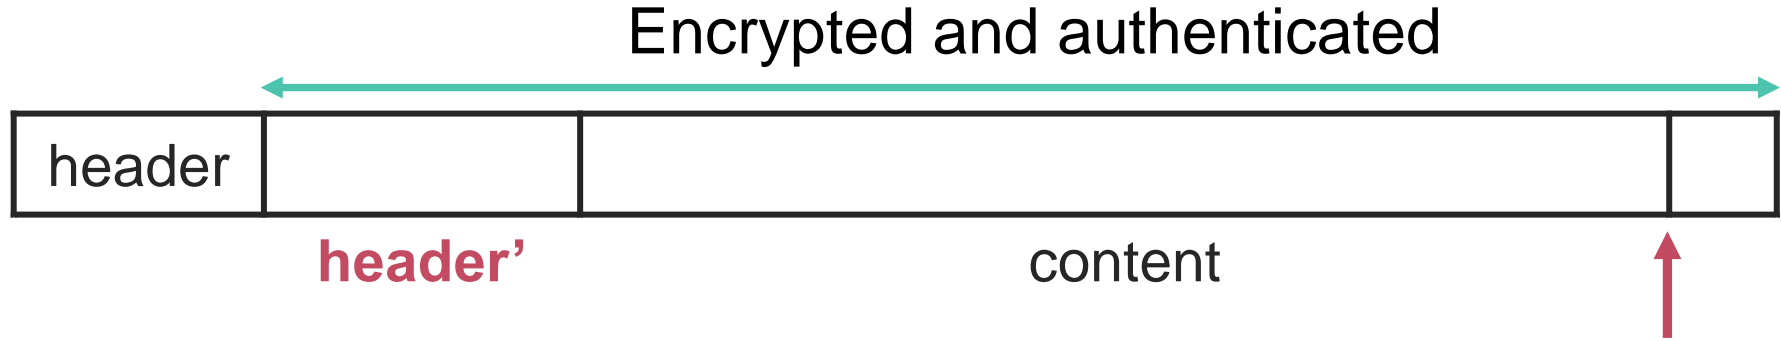 Encrypted and authenticated
header
header’
content